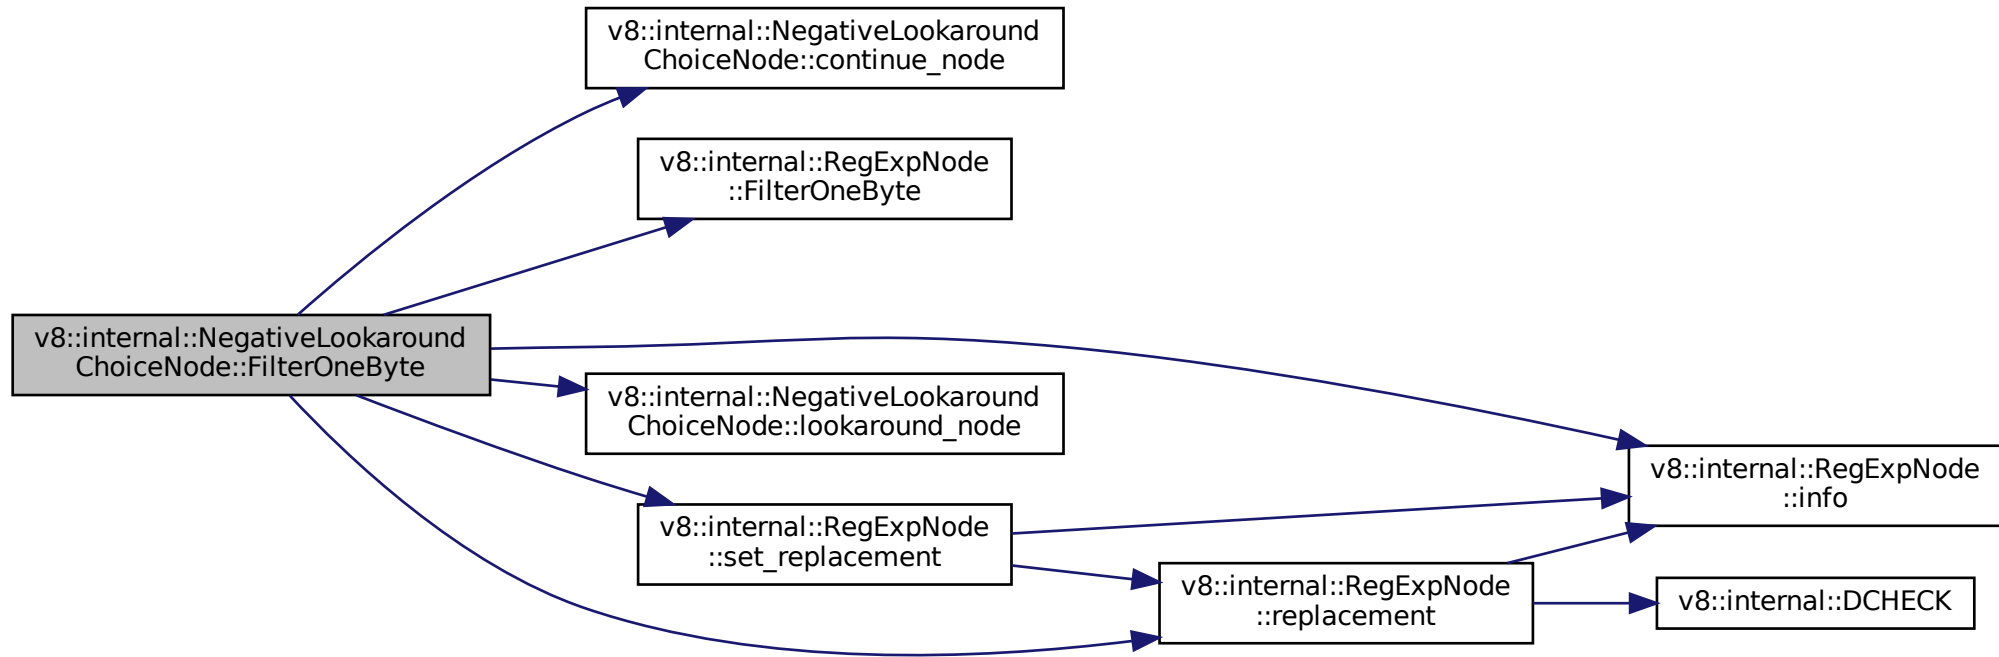 v8::internal::NegativeLookaround
ChoiceNode::continue_node
v8::internal::RegExpNode
::FilterOneByte
v8::internal::NegativeLookaround
ChoiceNode::FilterOneByte
v8::internal::NegativeLookaround
ChoiceNode::lookaround_node
v8::internal::RegExpNode
::info
v8::internal::RegExpNode
::set_replacement
v8::internal::RegExpNode
::replacement
v8::internal::DCHECK